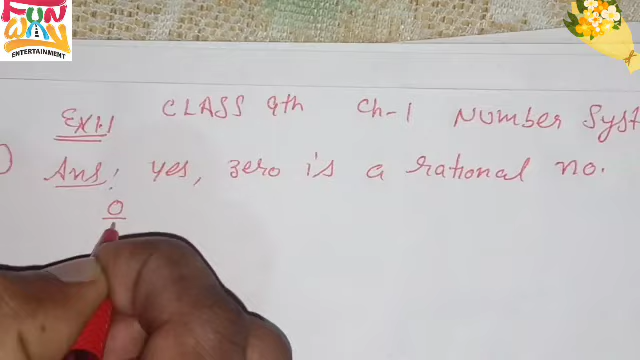 FUN WAY
ENTERTAINMENT
Ex1.1 CLASS 9th Ch-1 Number Syst
Ans: yes, zero is a rational no.
0